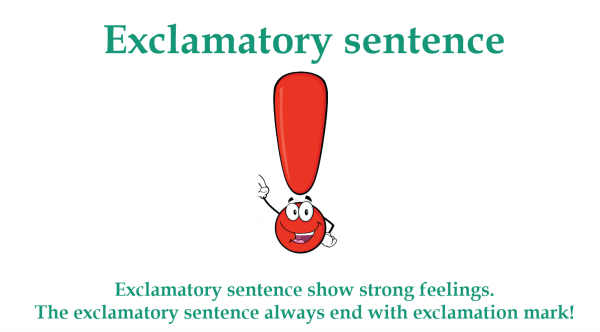 Exclamatory sentence
Exclamatory sentence show strong feelings.
The exclamatory sentence always end with exclamation mark!